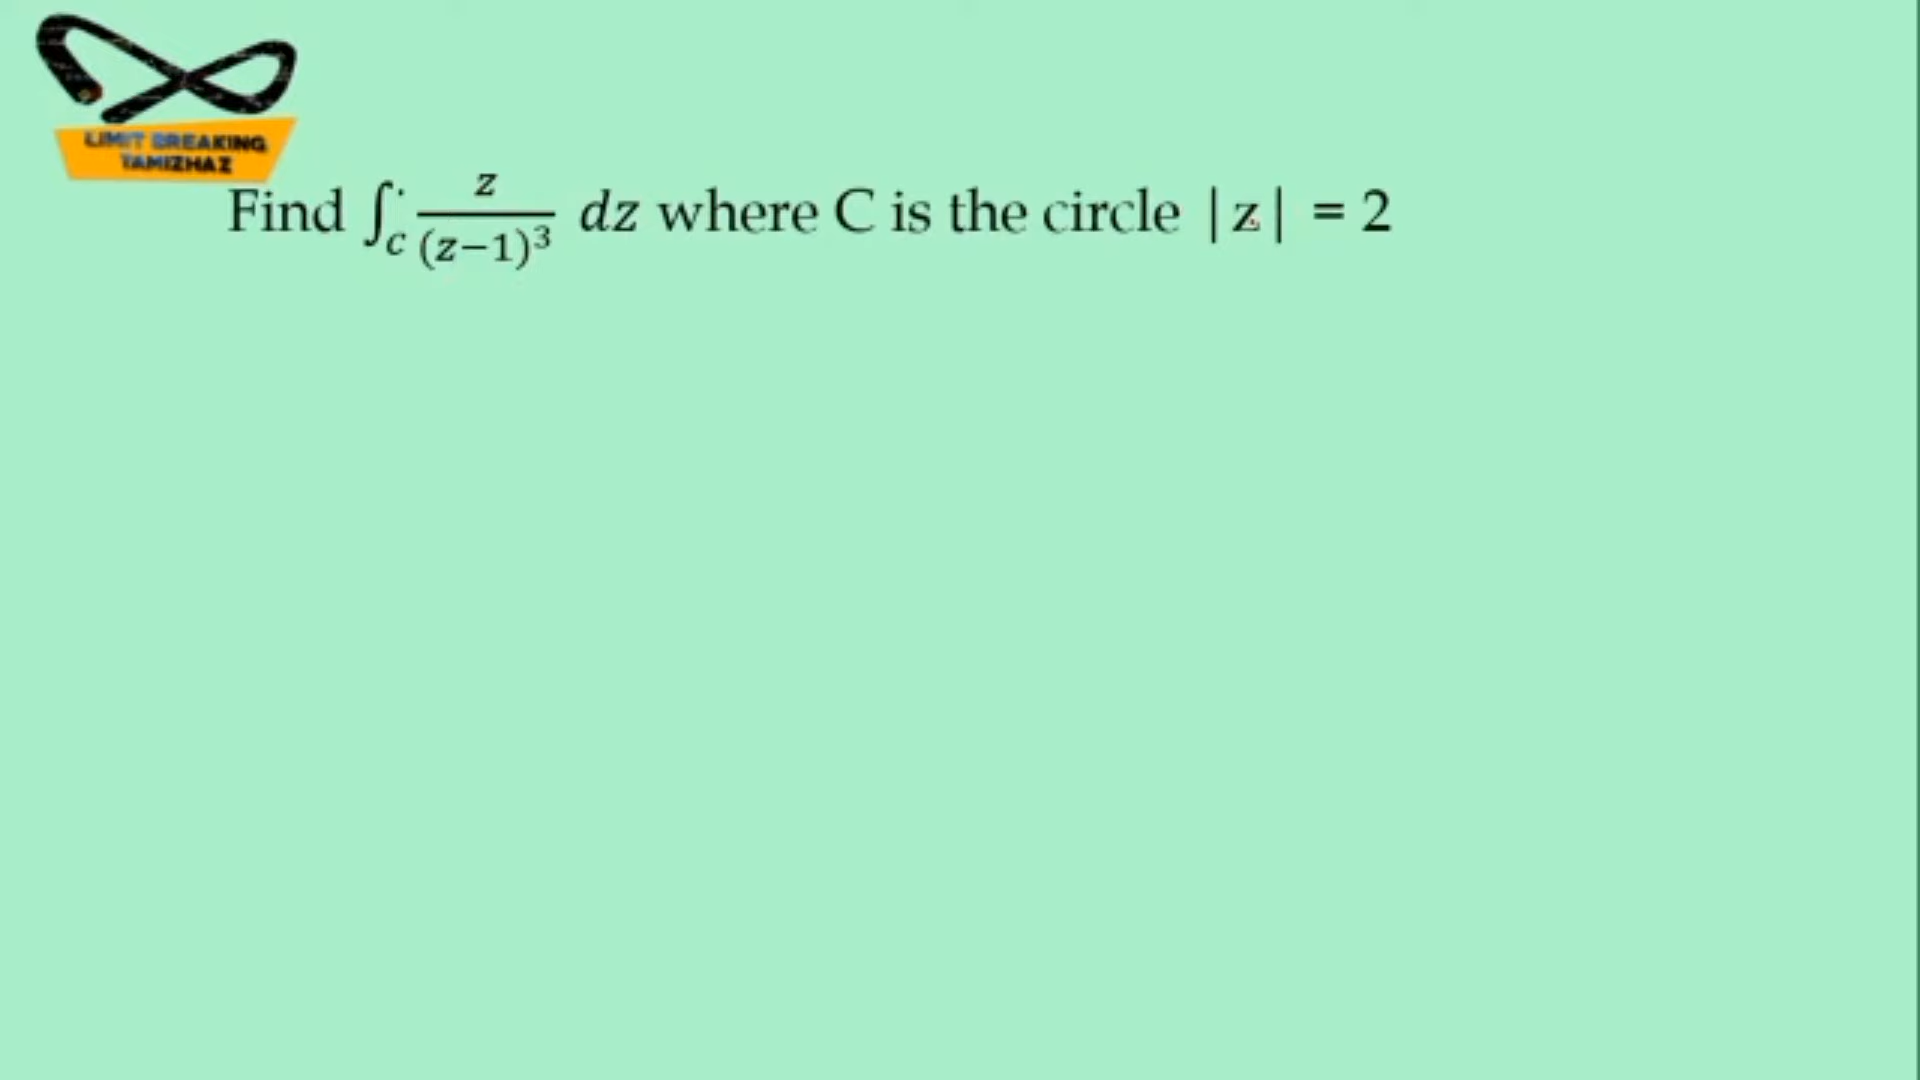 LIMIT BREAKING
TAMIZHAZ
Find ∫_C z/(z−1)³ dz where C is the circle |z| = 2